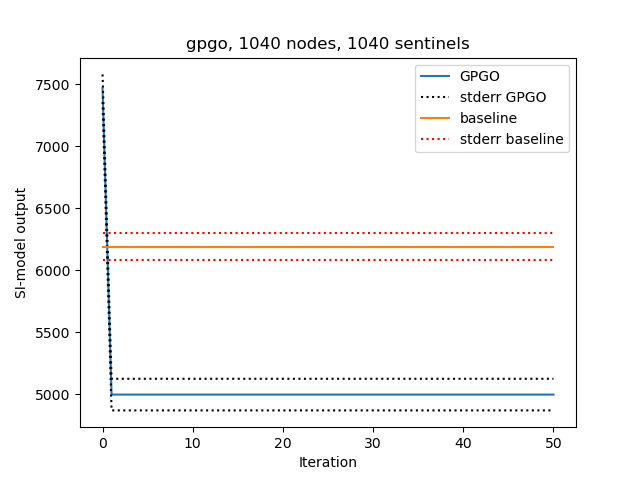 gpgo, 1040 nodes, 1040 sentinels
7500
7000
6500
6000
5500
5000
SI-model output
GPGO
stderr GPGO
baseline
stderr baseline
0
10
20
30
40
50
Iteration